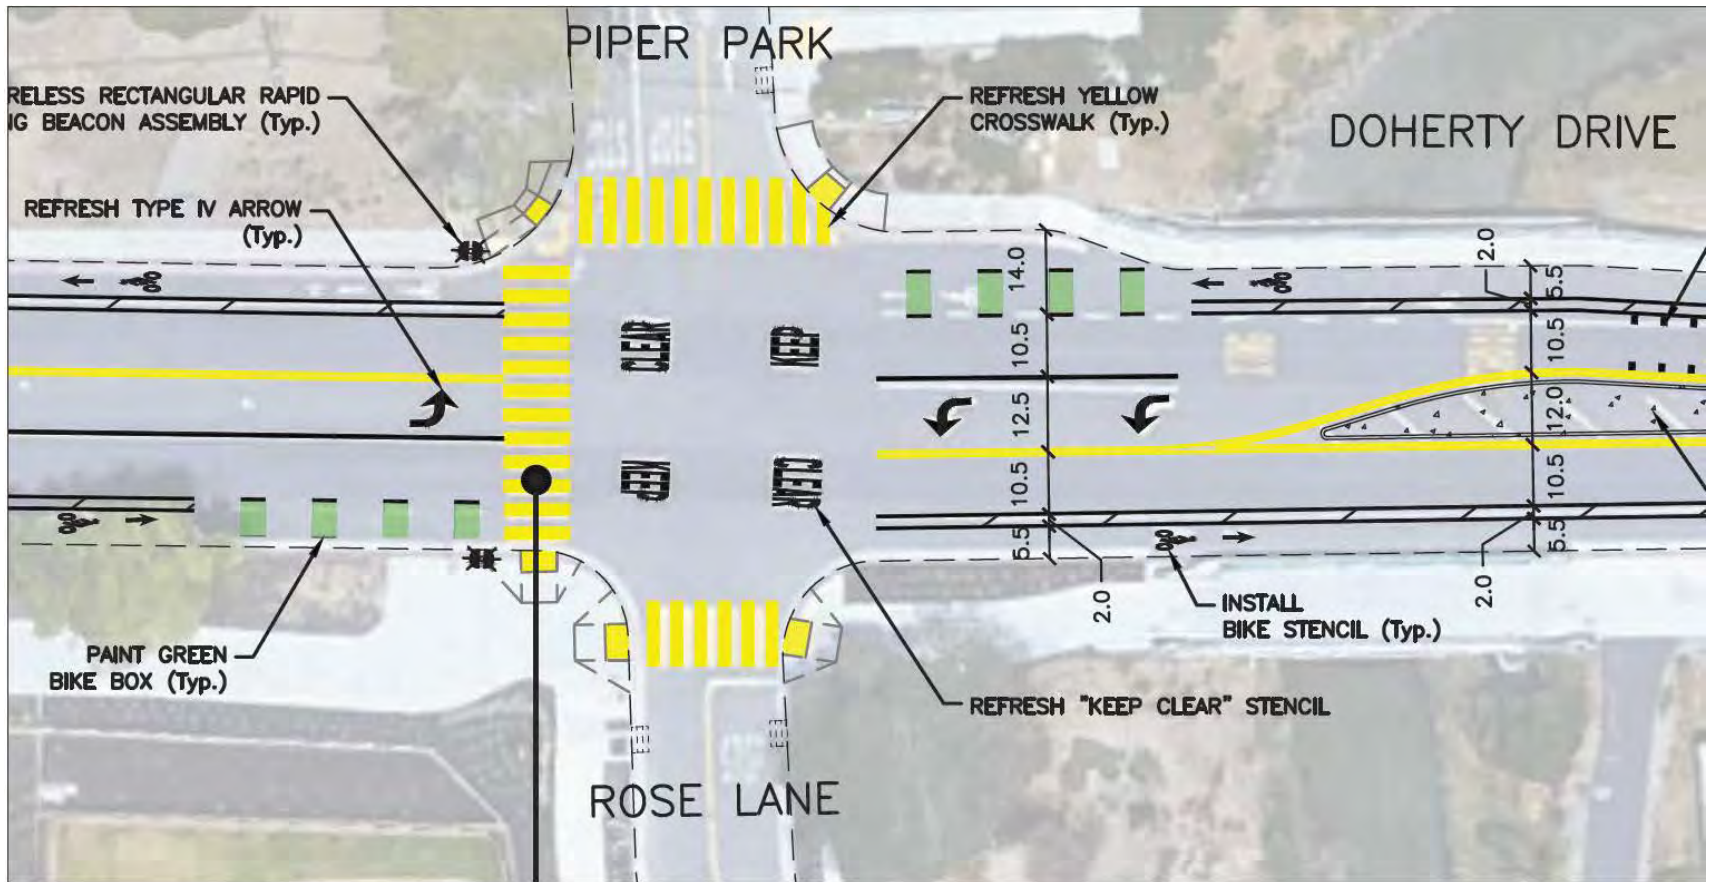 PIPER PARK
RELESS RECTANGULAR RAPID
NG BEACON ASSEMBLY (Typ.)
REFRESH YELLOW
CROSSWALK (Typ.)
DOHERTY DRIVE
REFRESH TYPE IV ARROW
(Typ.)
14.0
10.5
12.5
10.5
5.5
2.0
2.0
5.5
10.5
12.0
10.5
5.5
2.0
CLEAR
KEEP
KEEP
CLEAR
PAINT GREEN
BIKE BOX (Typ.)
INSTALL
BIKE STENCIL (Typ.)
REFRESH "KEEP CLEAR" STENCIL
ROSE LANE